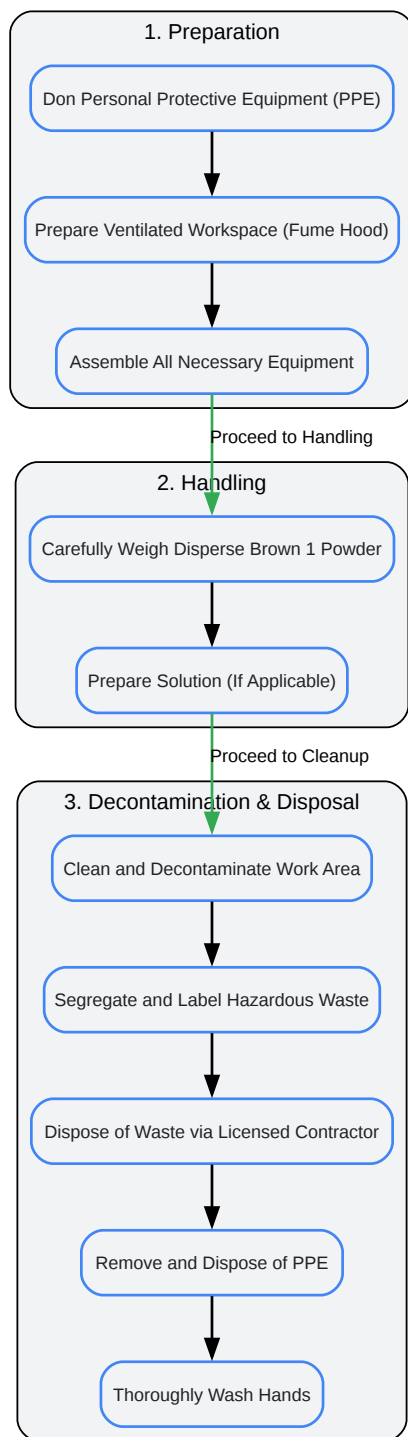 1. Preparation
Don Personal Protective Equipment (PPE)
Prepare Ventilated Workspace (Fume Hood)
Assemble All Necessary Equipment
Proceed to Handling
2. Handling
Carefully Weigh Disperse Brown 1 Powder
Prepare Solution (If Applicable)
Proceed to Cleanup
3. Decontamination & Disposal
Clean and Decontaminate Work Area
Segregate and Label Hazardous Waste
Dispose of Waste via Licensed Contractor
Remove and Dispose of PPE
Thoroughly Wash Hands